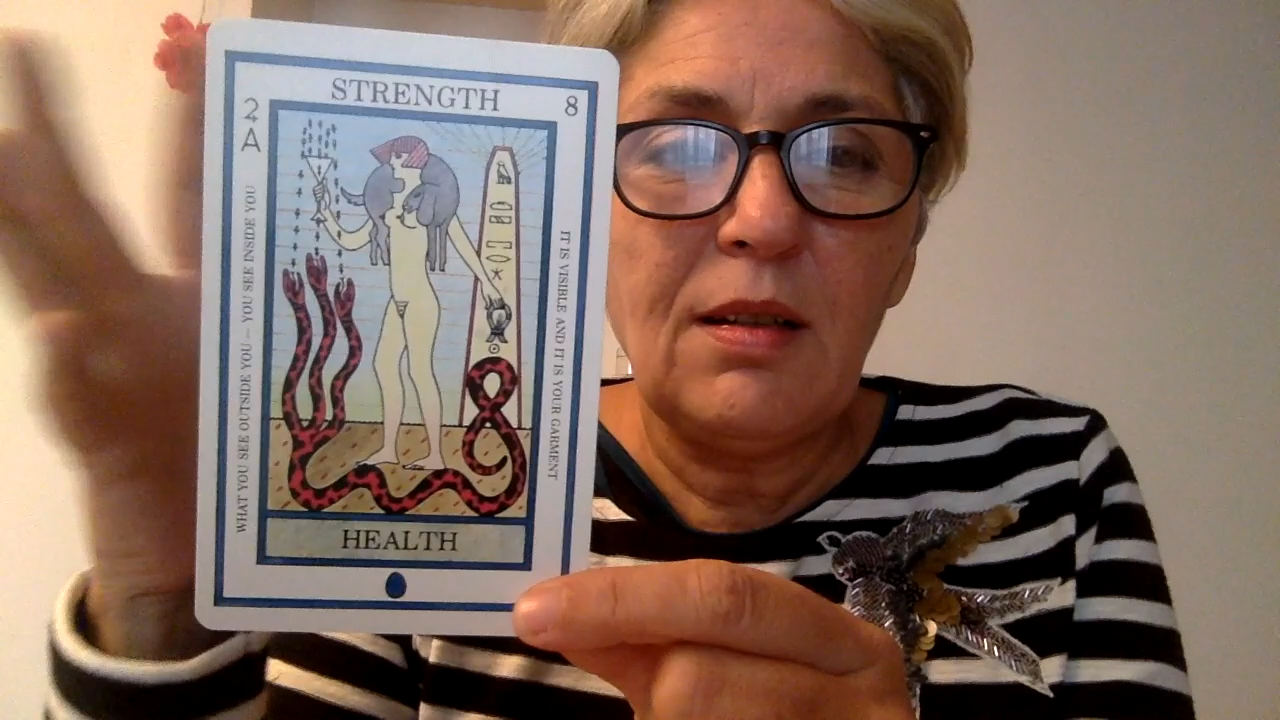 STRENGTH
8
2
A
WHAT YOU SEE OUTSIDE YOU – YOU SEE INSIDE YOU
IT IS VISIBLE AND IT IS YOUR GARMENT
HEALTH